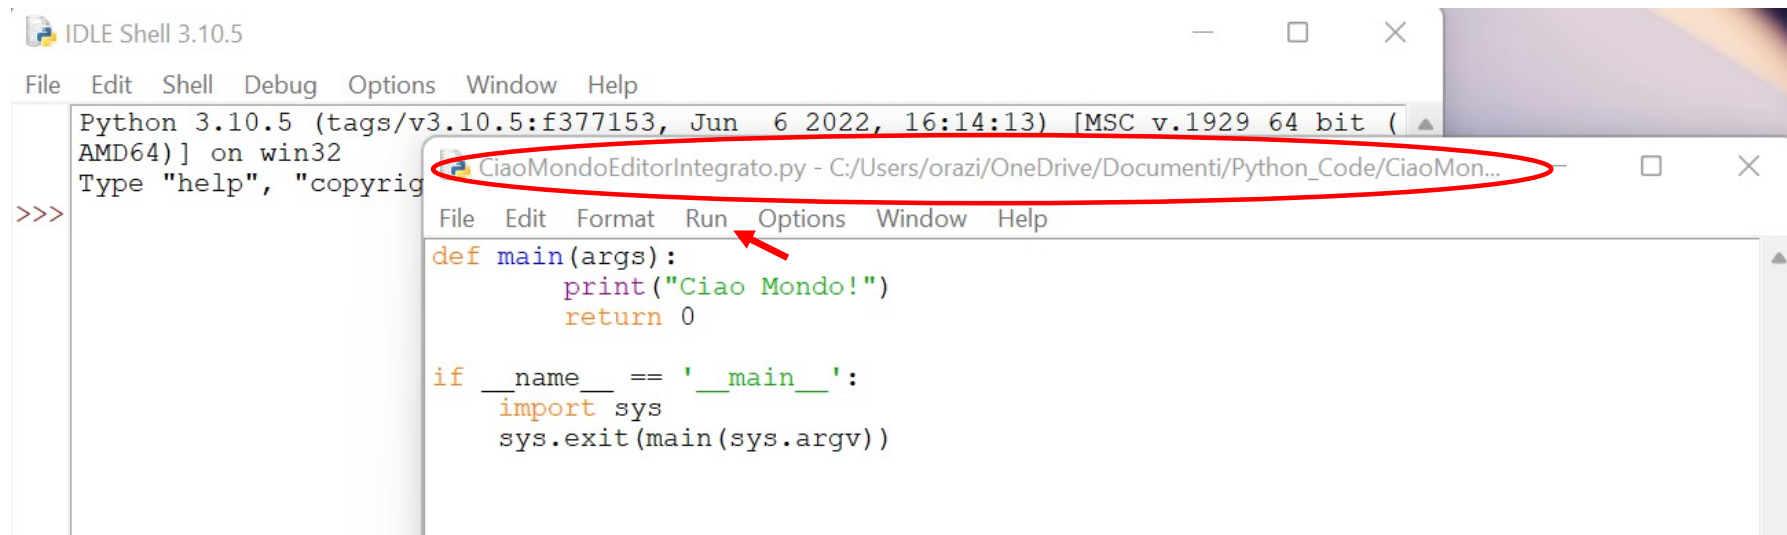 IDLE Shell 3.10.5
File Edit Shell Debug Options Window Help
Python 3.10.5 (tags/v3.10.5:f377153, Jun  6 2022, 16:14:13) [MSC v.1929 64 bit (
AMD64)] on win32
Type "help", "copyrig
>>>
CiaoMondoEditorIntegrato.py - C:/Users/orazi/OneDrive/Documenti/Python_Code/CiaoMon...
File Edit Format Run Options Window Help
def main(args):
        print("Ciao Mondo!")
        return 0
if __name__ == '__main__':
    import sys
    sys.exit(main(sys.argv))